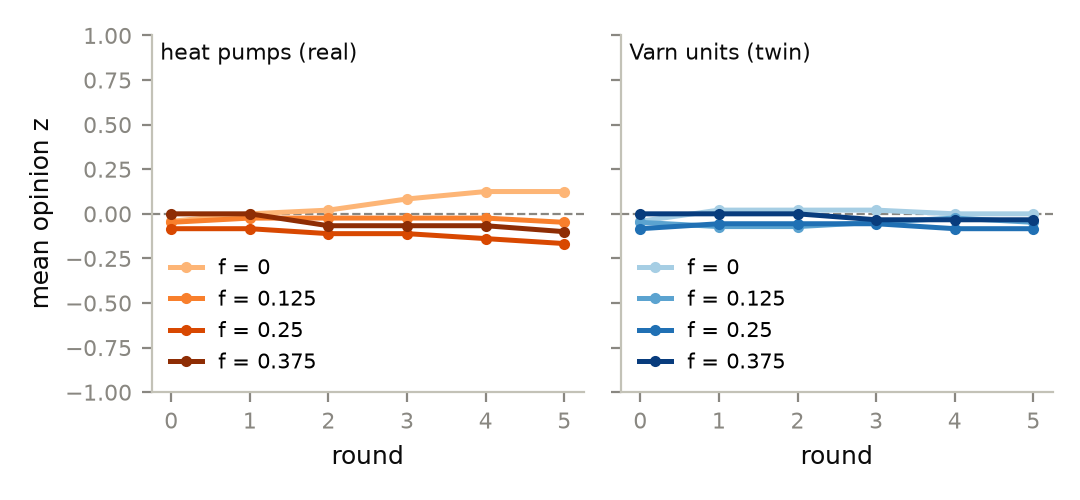 heat pumps (real)
Varn units (twin)
mean opinion z
1.00
0.75
0.50
0.25
0.00
−0.25
−0.50
−0.75
−1.00
f = 0
f = 0.125
f = 0.25
f = 0.375
f = 0
f = 0.125
f = 0.25
f = 0.375
0 1 2 3 4 5
0 1 2 3 4 5
round
round